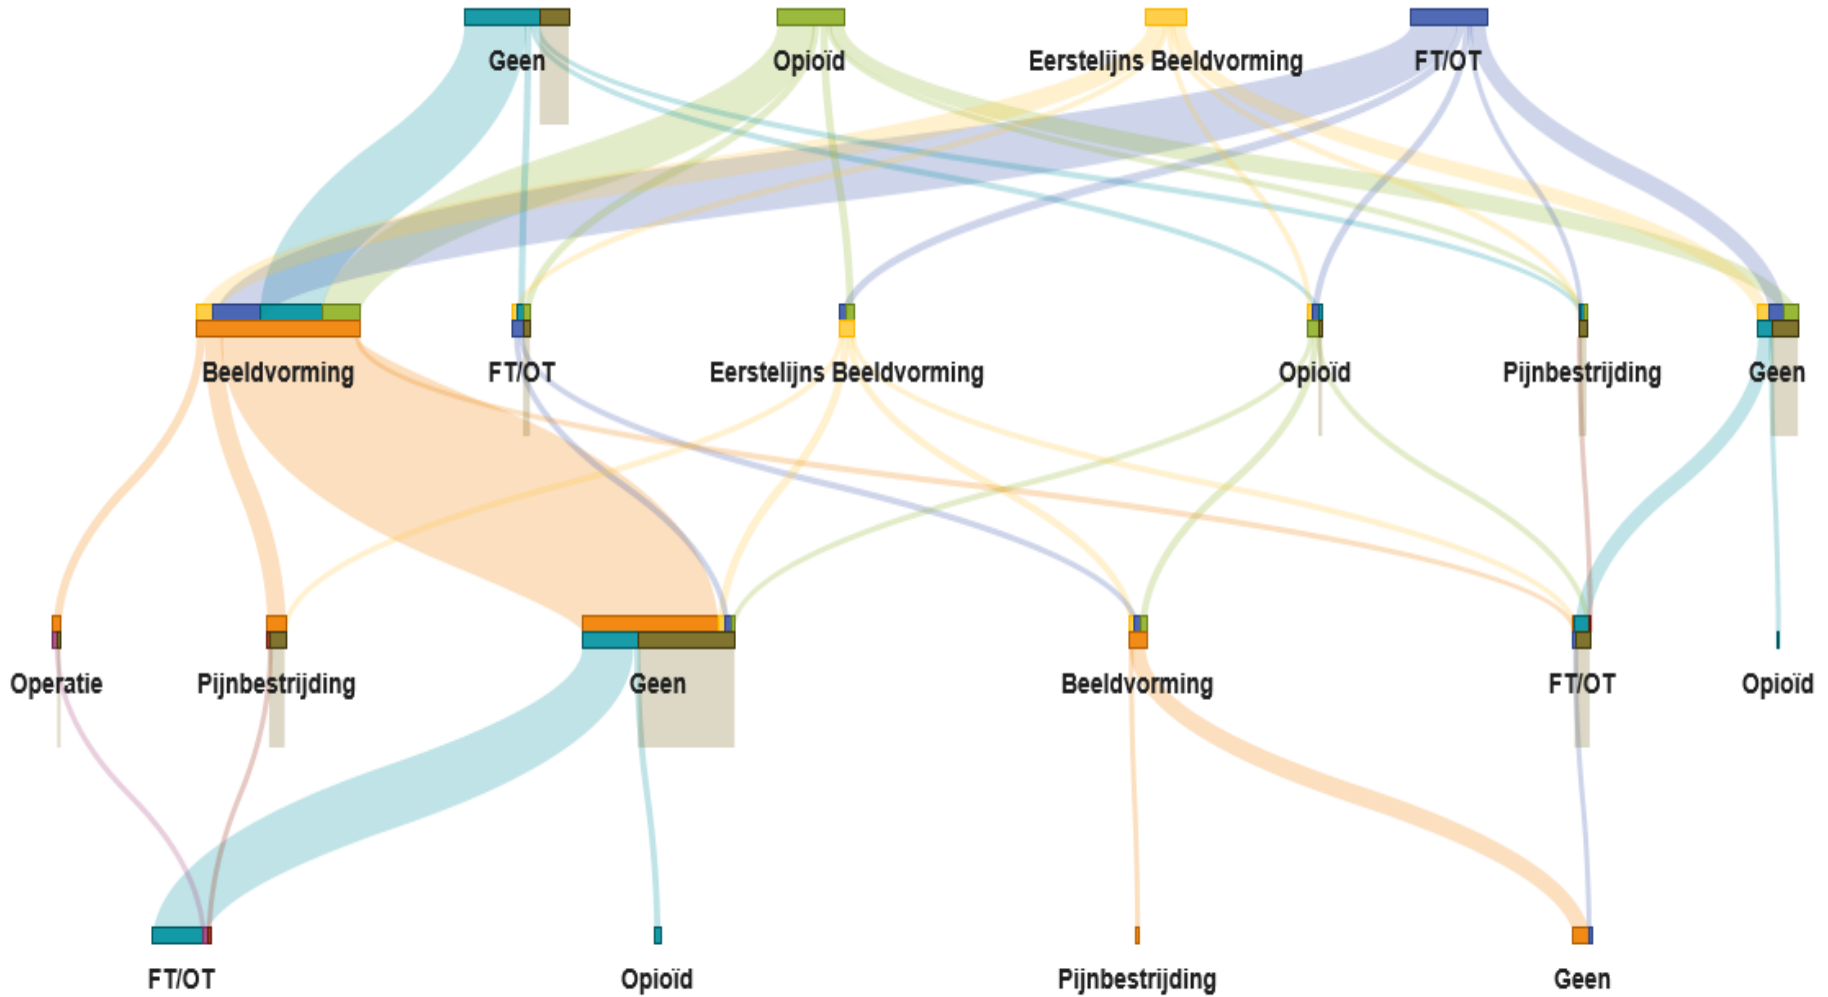 Geen
Opioïd
Eerstelijns Beeldvorming
FT/OT
Beeldvorming
FT/OT
Eerstelijns Beeldvorming
Opioïd
Pijnbestrijding
Geen
Operatie
Pijnbestrijding
Geen
Beeldvorming
FT/OT
Opioïd
FT/OT
Opioïd
Pijnbestrijding
Geen